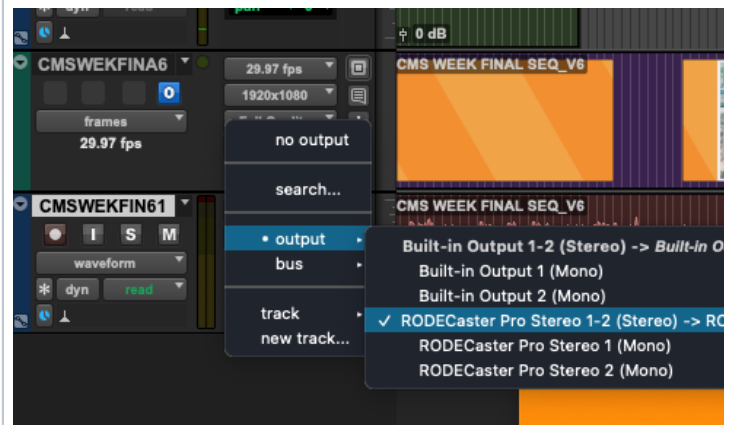 dyn read
pan
0 dB
CMSWEKFINA6
29.97 fps
CMS WEEK FINAL SEQ_V6
1920x1080
O
frames
29.97 fps
no output
search...
CMSWEKFIN61
CMS WEEK FINAL SEQ_V6
I S M
• output
bus
Built-in Output 1-2 (Stereo) -> Built-in O
waveform
Built-in Output 1 (Mono)
Built-in Output 2 (Mono)
dyn read
track
✓ RODECaster Pro Stereo 1-2 (Stereo) -> RO
new track...
RODECaster Pro Stereo 1 (Mono)
RODECaster Pro Stereo 2 (Mono)